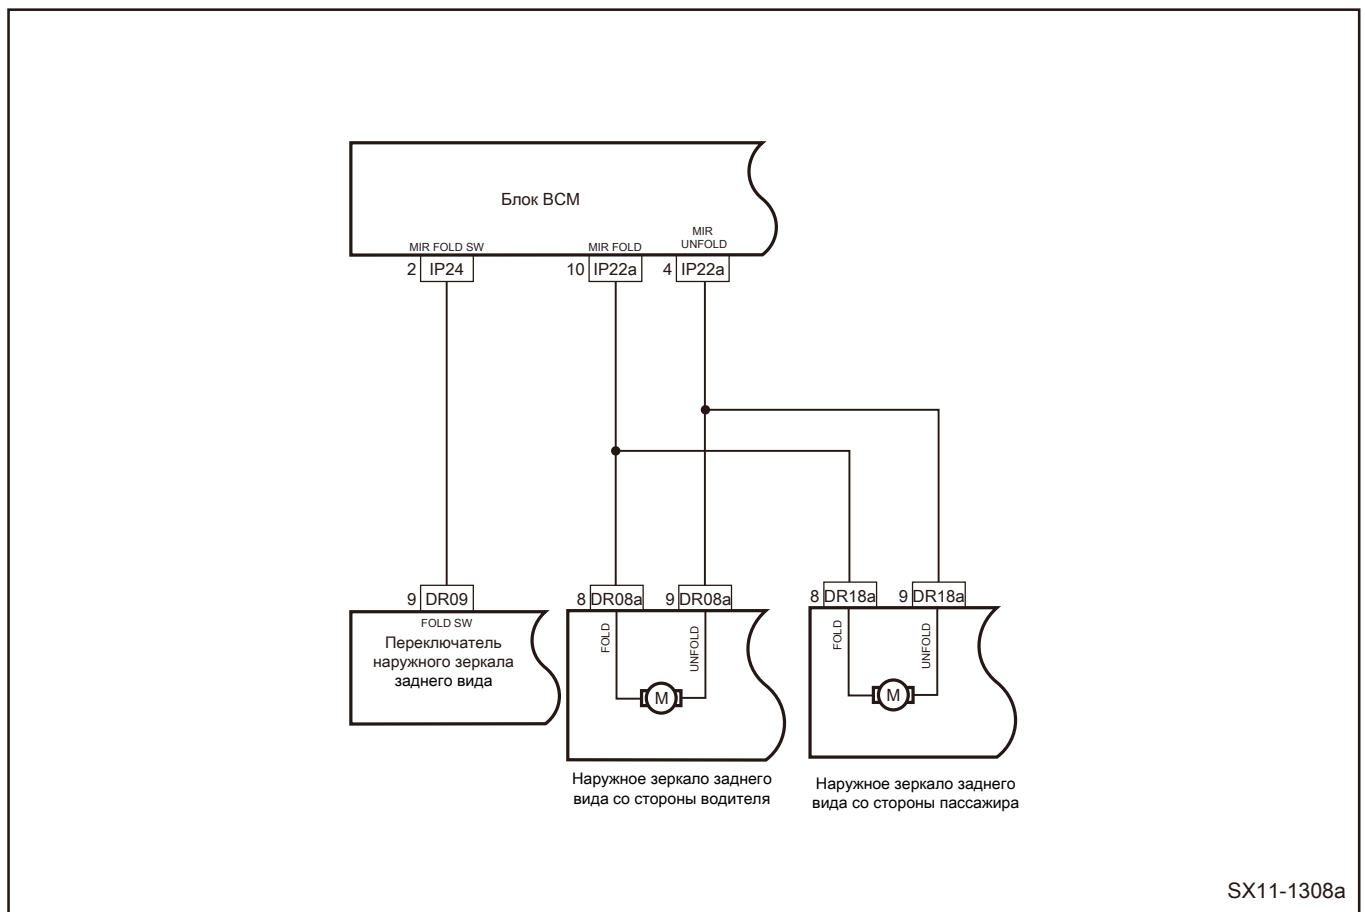 Блок BCM
MIR FOLD SW
MIR FOLD
MIR
UNFOLD
2 IP24
10 IP22a
4 IP22a
9 DR09
8 DR08a
9 DR08a
8 DR18a
9 DR18a
FOLD SW
Переключатель
наружного зеркала
заднего вида
FOLD
UNFOLD
M
FOLD
UNFOLD
M
Наружное зеркало заднего
вида со стороны водителя
Наружное зеркало заднего
вида со стороны пассажира
SX11-1308a